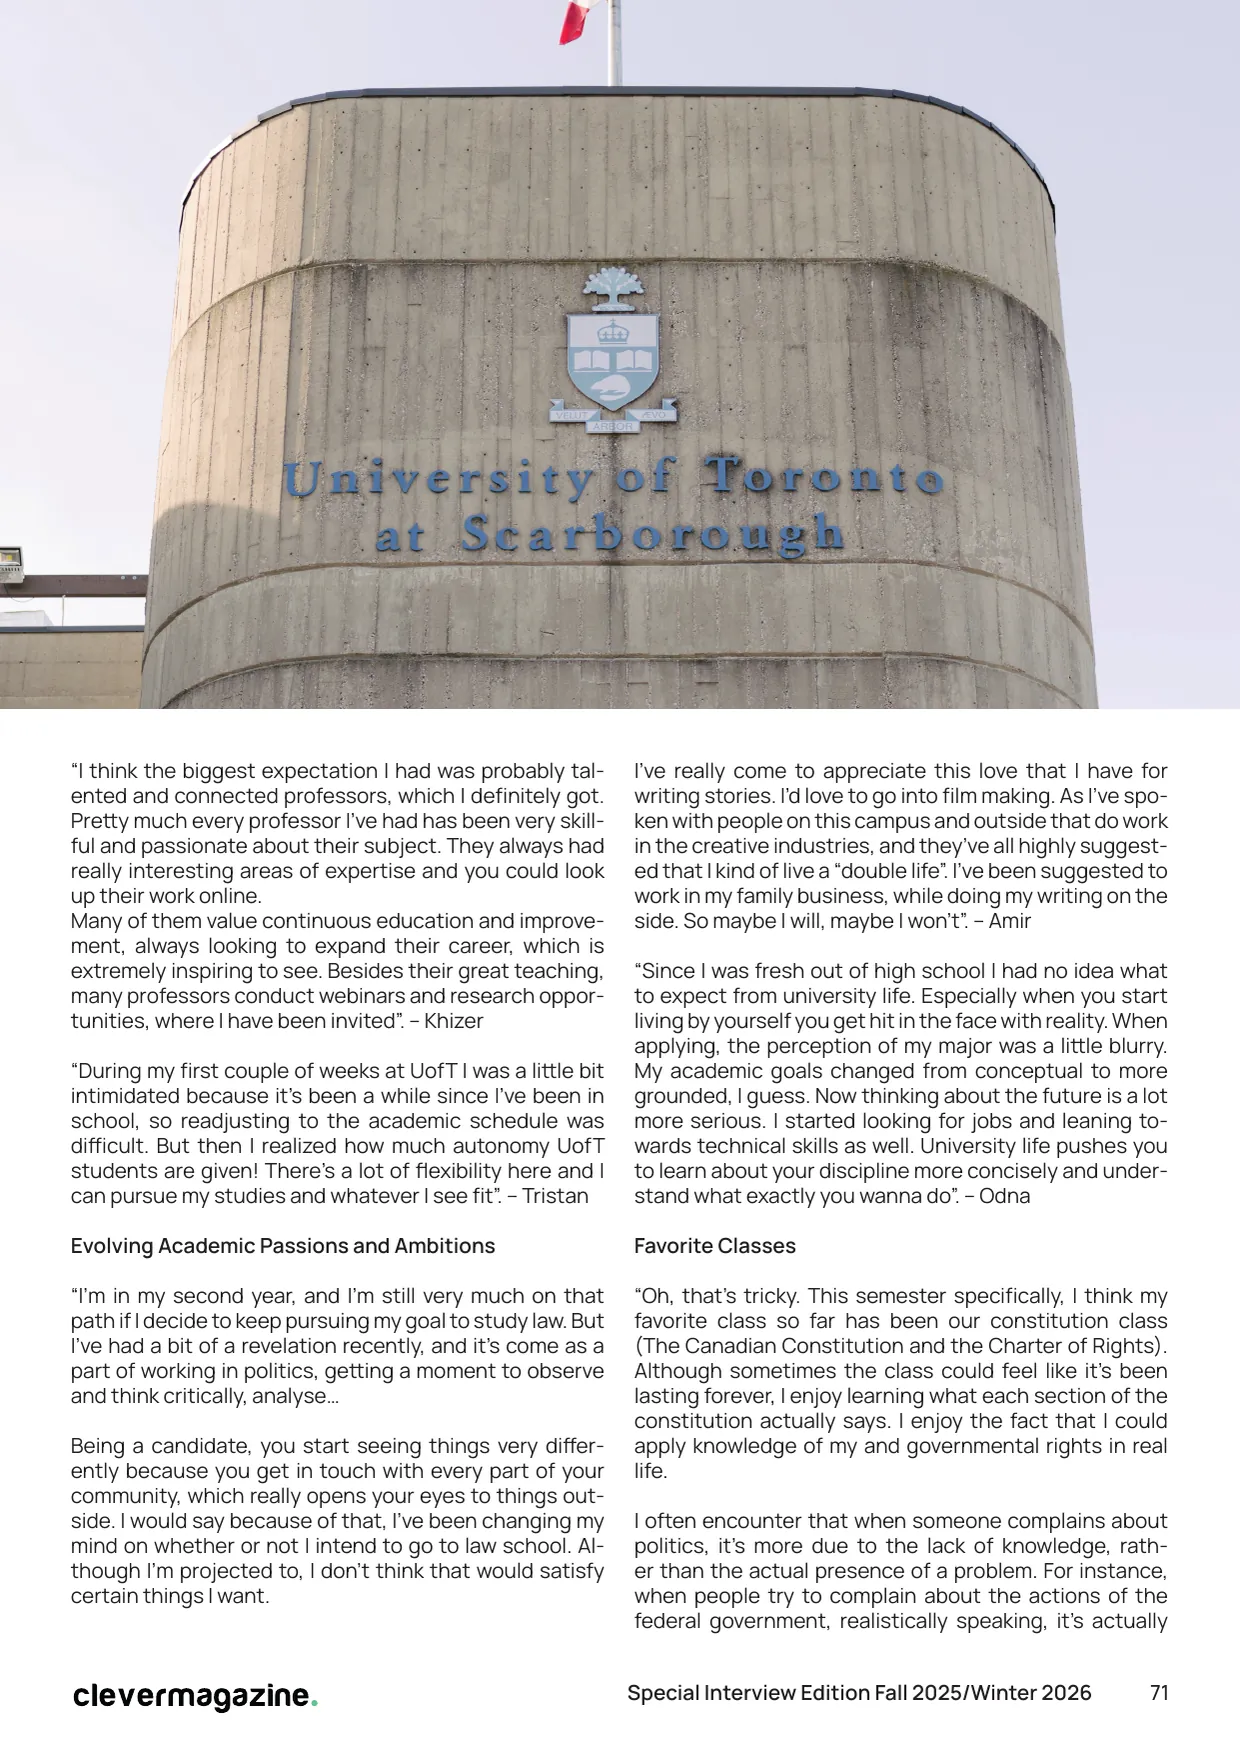 VELUT
ÆVO
ARBOR
University of Toronto
at Scarborough
“I think the biggest expectation I had was probably tal-
ented and connected professors, which I definitely got.
Pretty much every professor I’ve had has been very skill-
ful and passionate about their subject. They always had
really interesting areas of expertise and you could look
up their work online.
Many of them value continuous education and improve-
ment, always looking to expand their career, which is
extremely inspiring to see. Besides their great teaching,
many professors conduct webinars and research oppor-
tunities, where I have been invited”. – Khizer
“During my first couple of weeks at UofT I was a little bit
intimidated because it’s been a while since I’ve been in
school, so readjusting to the academic schedule was
difficult. But then I realized how much autonomy UofT
students are given! There’s a lot of flexibility here and I
can pursue my studies and whatever I see fit”. – Tristan
Evolving Academic Passions and Ambitions
“I’m in my second year, and I’m still very much on that
path if I decide to keep pursuing my goal to study law. But
I’ve had a bit of a revelation recently, and it’s come as a
part of working in politics, getting a moment to observe
and think critically, analyse…
Being a candidate, you start seeing things very differ-
ently because you get in touch with every part of your
community, which really opens your eyes to things out-
side. I would say because of that, I’ve been changing my
mind on whether or not I intend to go to law school. Al-
though I’m projected to, I don’t think that would satisfy
certain things I want.
I’ve really come to appreciate this love that I have for
writing stories. I’d love to go into film making. As I’ve spo-
ken with people on this campus and outside that do work
in the creative industries, and they’ve all highly suggest-
ed that I kind of live a “double life”. I’ve been suggested to
work in my family business, while doing my writing on the
side. So maybe I will, maybe I won’t”. – Amir
“Since I was fresh out of high school I had no idea what
to expect from university life. Especially when you start
living by yourself you get hit in the face with reality. When
applying, the perception of my major was a little blurry.
My academic goals changed from conceptual to more
grounded, I guess. Now thinking about the future is a lot
more serious. I started looking for jobs and leaning to-
wards technical skills as well. University life pushes you
to learn about your discipline more concisely and under-
stand what exactly you wanna do”. – Odna
Favorite Classes
“Oh, that’s tricky. This semester specifically, I think my
favorite class so far has been our constitution class
(The Canadian Constitution and the Charter of Rights).
Although sometimes the class could feel like it’s been
lasting forever, I enjoy learning what each section of the
constitution actually says. I enjoy the fact that I could
apply knowledge of my and governmental rights in real
life.
I often encounter that when someone complains about
politics, it’s more due to the lack of knowledge, rath-
er than the actual presence of a problem. For instance,
when people try to complain about the actions of the
federal government, realistically speaking, it’s actually
clevermagazine.
Special Interview Edition Fall 2025/Winter 2026 71